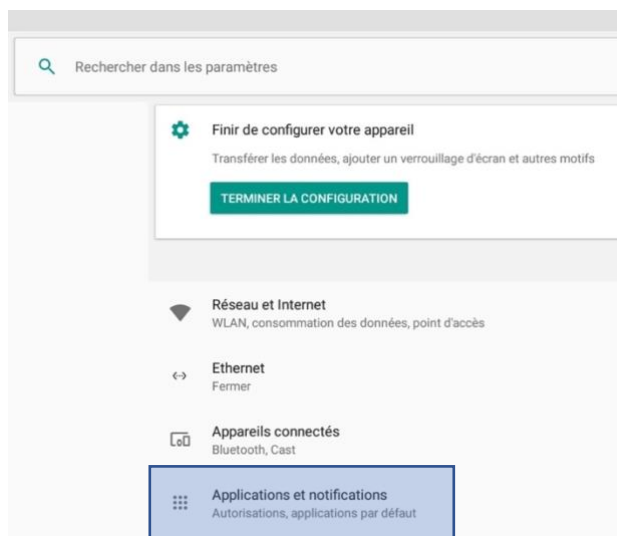 Rechercher dans les paramètres
Finir de configurer votre appareil
Transférer les données, ajouter un verrouillage d'écran et autres motifs
TERMINER LA CONFIGURATION
Réseau et Internet
WLAN, consommation des données, point d'accès
Ethernet
Fermer
Appareils connectés
Bluetooth, Cast
Applications et notifications
Autorisations, applications par défaut